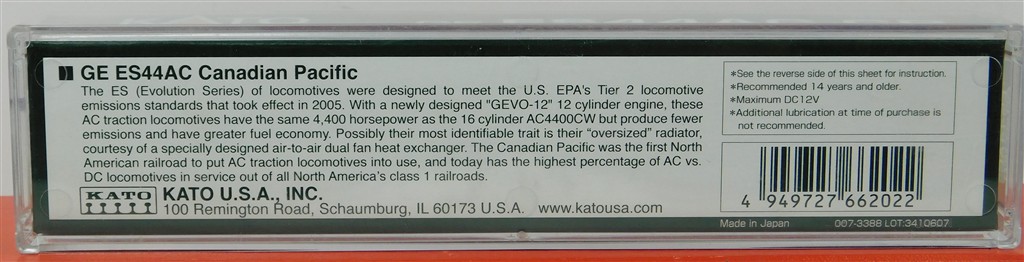 GE ES44AC Canadian Pacific
The ES (Evolution Series) of locomotives were designed to meet the U.S. EPA's Tier 2 locomotive
emissions standards that took effect in 2005. With a newly designed "GEVO-12" 12 cylinder engine, these
AC traction locomotives have the same 4,400 horsepower as the 16 cylinder AC4400CW but produce fewer
emissions and have greater fuel economy. Possibly their most identifiable trait is their "oversized" radiator,
courtesy of a specially designed air-to-air dual fan heat exchanger. The Canadian Pacific was the first North
American railroad to put AC traction locomotives into use, and today has the highest percentage of AC vs.
DC locomotives in service out of all North America's class 1 railroads.
KATO
KATO U.S.A., INC.
100 Remington Road, Schaumburg, IL 60173 U.S.A. www.katousa.com
*See the reverse side of this sheet for instruction.
*Recommended 14 years and older.
*Maximum DC12V
*Additional lubrication at time of purchase is
not recommended.
4 949727 662022
Made in Japan 007-3388 LOT:3410607